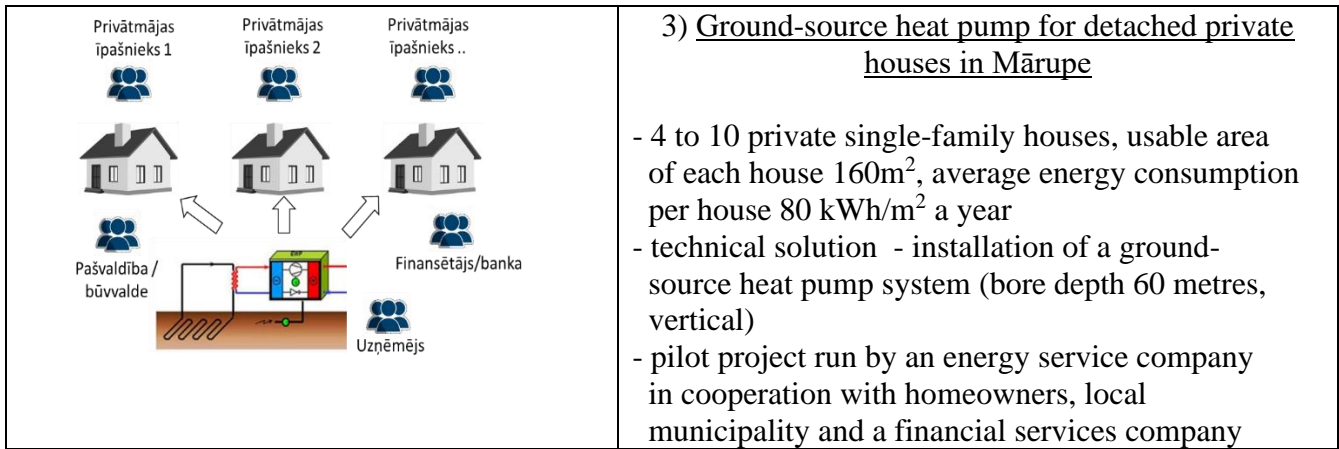 Privātmājas īpašnieks 1
Privātmājas īpašnieks 2
Privātmājas īpašnieks ..
Pašvaldība / būvvalde
Finansētājs/banka
Uzņēmējs
3) Ground-source heat pump for detached private
houses in Mārupe
- 4 to 10 private single-family houses, usable area
of each house 160m², average energy consumption
per house 80 kWh/m² a year
- technical solution - installation of a ground-
source heat pump system (bore depth 60 metres,
vertical)
- pilot project run by an energy service company
in cooperation with homeowners, local
municipality and a financial services company